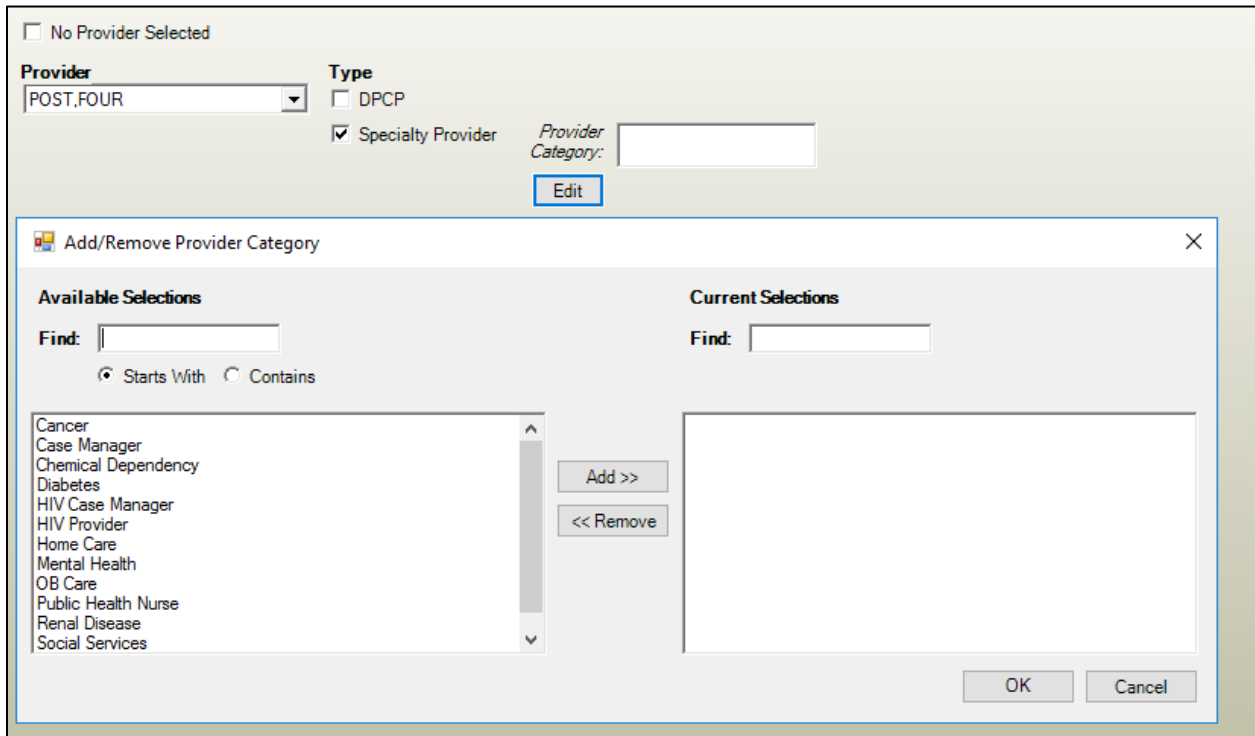 No Provider Selected
Provider
Type
POST,FOUR
DPCP
Specialty Provider
Provider
Category:
Edit
Add/Remove Provider Category
Available Selections
Current Selections
Find:
Find:
Starts With
Contains
Cancer
Case Manager
Chemical Dependency
Diabetes
HIV Case Manager
HIV Provider
Home Care
Mental Health
OB Care
Public Health Nurse
Renal Disease
Social Services
Add >>
<< Remove
OK
Cancel